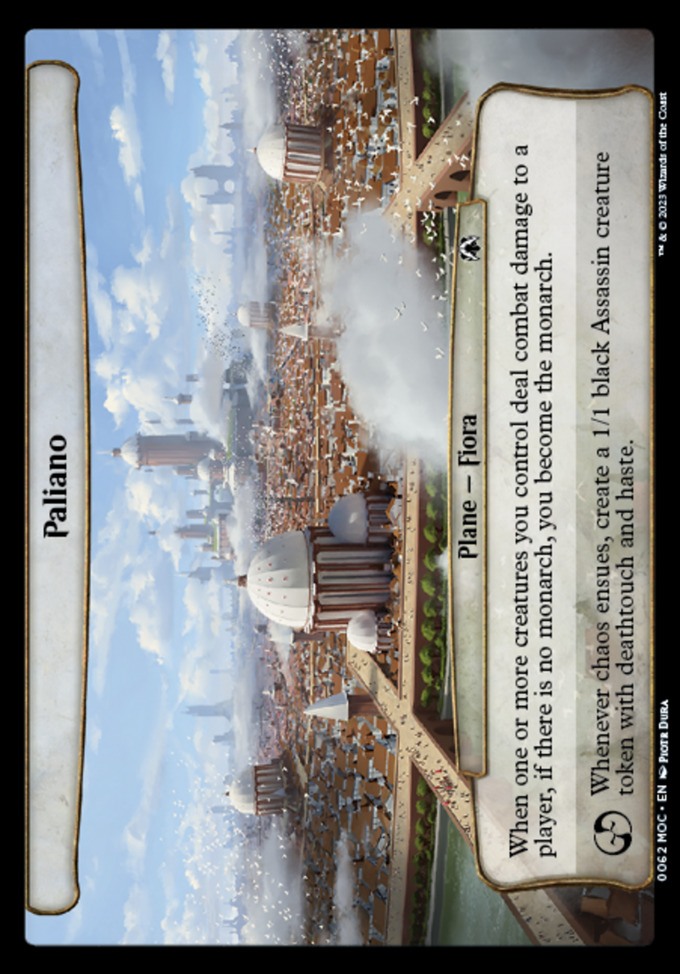 Paliano
Plane — Fiora
When one or more creatures you control deal combat damage to a
player, if there is no monarch, you become the monarch.
Whenever chaos ensues, create a 1/1 black Assassin creature
token with deathtouch and haste.
0062 MOC • EN PIOTR DURA
™ & © 2023 Wizards of the Coast